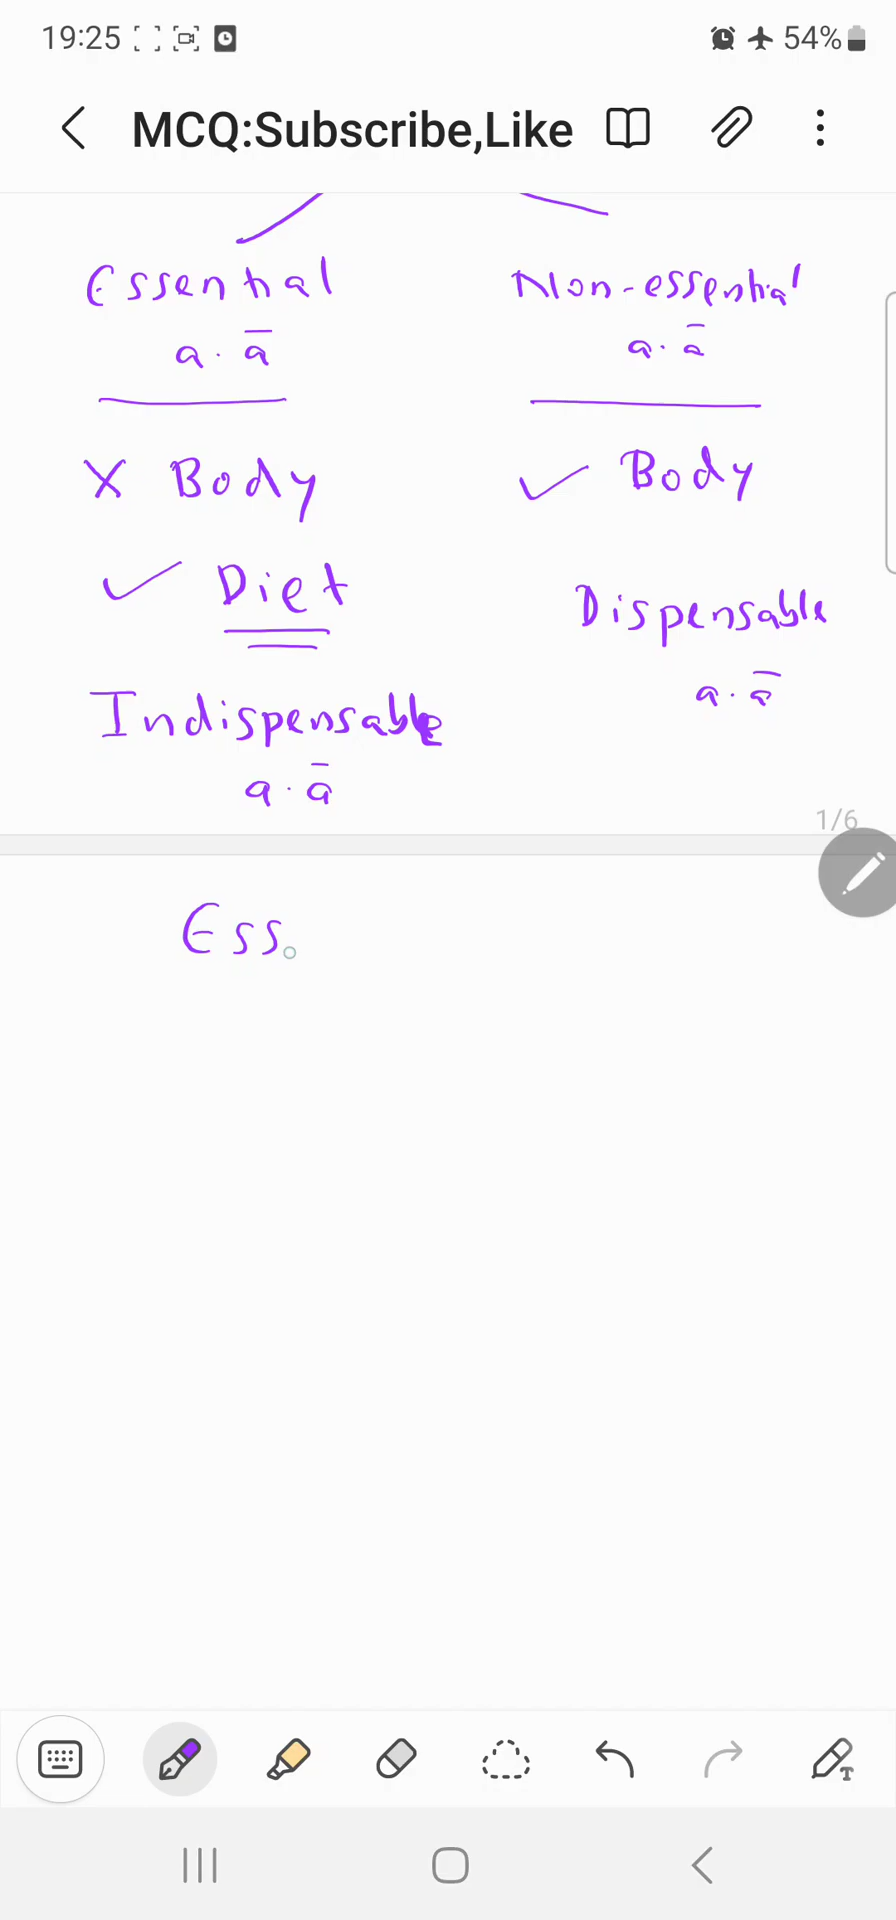 19:25 54%
MCQ:Subscribe,Like
Essential Non-essential
a. a̅ a. a̅
X Body ✓ Body
✓ Diet Dispensable
a. a̅
Indispensable
a. a̅
1/6
Ess